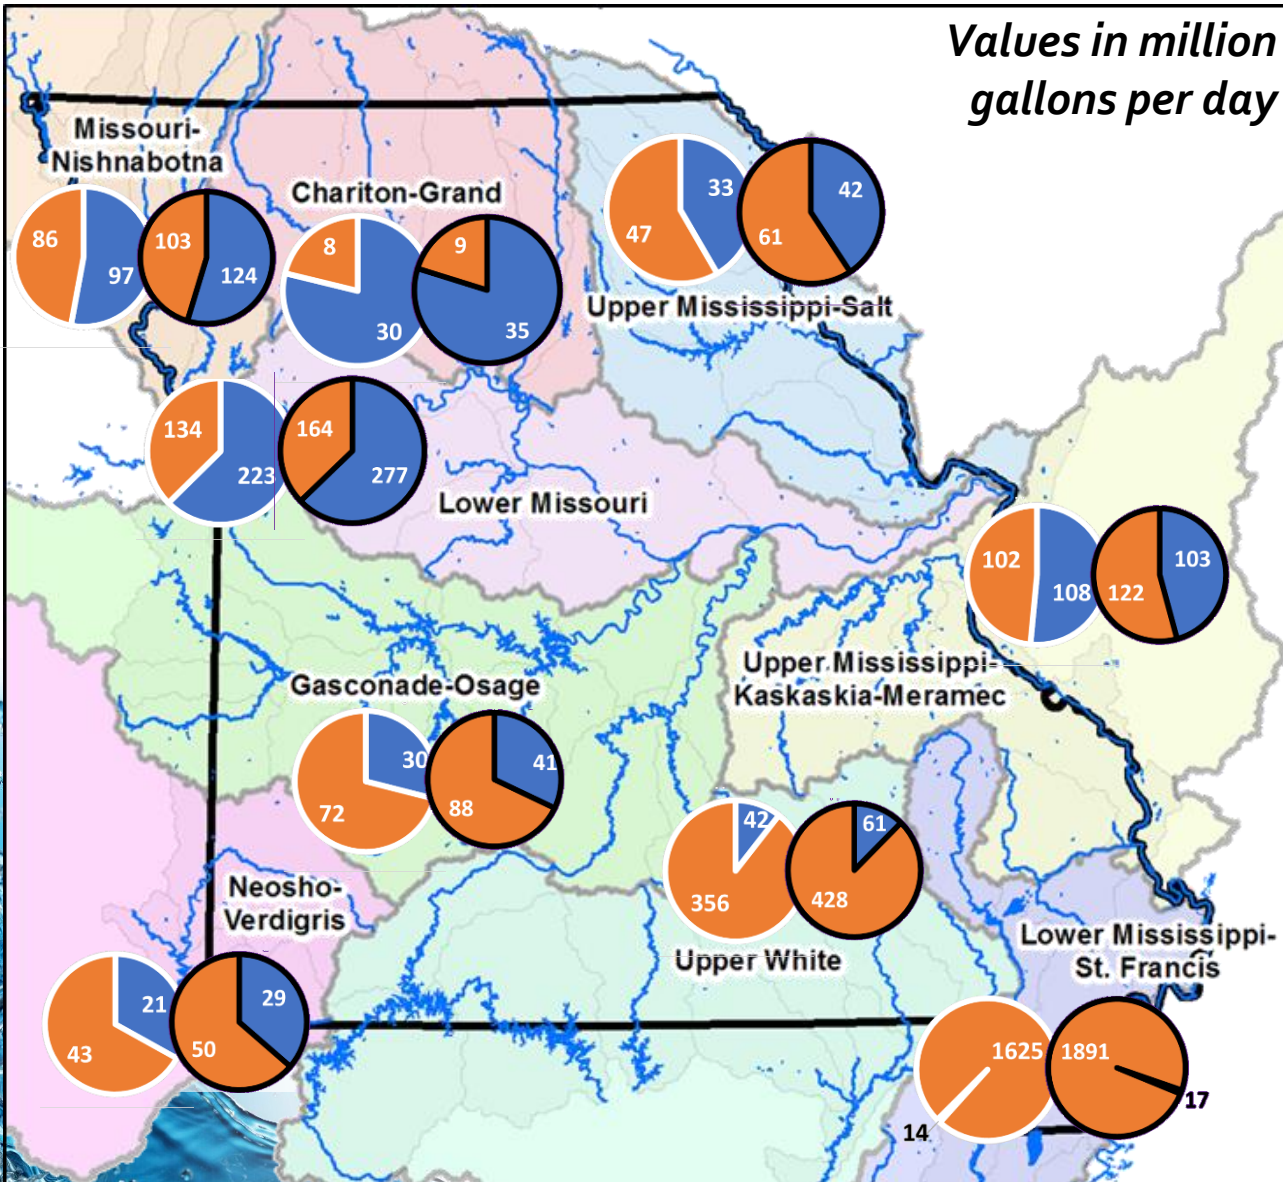 Values in million
gallons per day
Missouri-
Nishnabotna
86
97
103
124
Chariton-Grand
8
30
9
35
33
47
42
61
Upper Mississippi-Salt
134
223
164
277
Lower Missouri
102
108
103
122
Upper Mississippi-
Kaskaskia-Meramec
Gasconade-Osage
30
72
41
88
42
356
61
428
Upper White
Neosho-
Verdigris
21
43
29
50
Lower Mississippi-
St. Francis
1625
14
1891
17